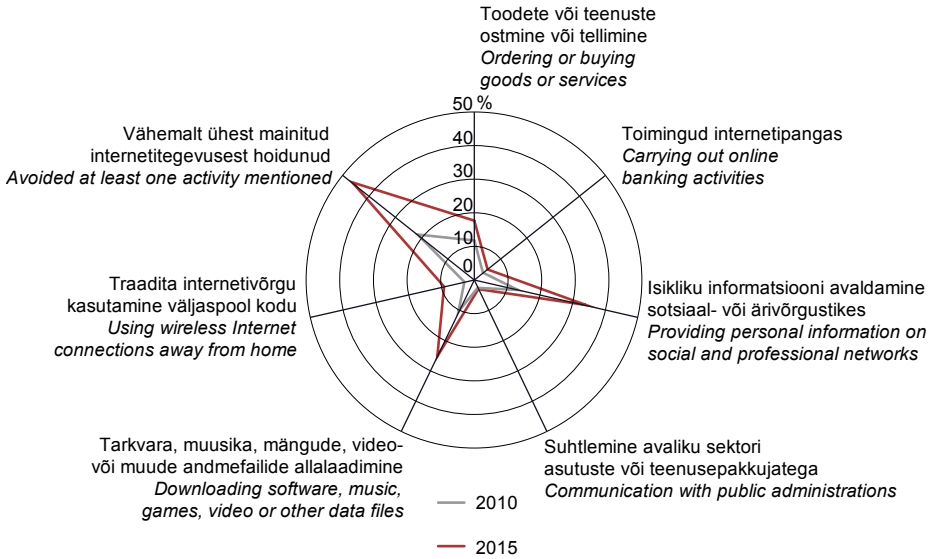 Toodete või teenuste
ostmine või tellimine
Ordering or buying
goods or services
50 %
40
30
20
10
0
Toimingud internetipangas
Carrying out online
banking activities
Isikliku informatsiooni avaldamine
sotsiaal- või ärivõrgustikes
Providing personal information on
social and professional networks
Suhtlemine avaliku sektori
asutuste või teenusepakkujatega
Communication with public administrations
Tarkvara, muusika, mängude, video-
või muude andmefailide allalaadimine
Downloading software, music,
games, video or other data files
Traadita internetivõrgu
kasutamine väljaspool kodu
Using wireless Internet
connections away from home
Vähemalt ühest mainitud
internetitegevusest hoidunud
Avoided at least one activity mentioned
2010
2015